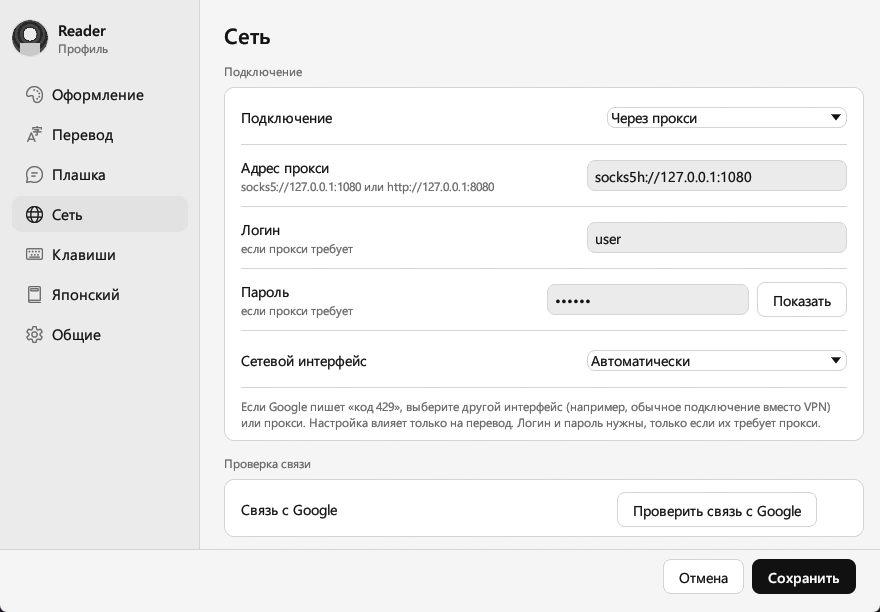 Reader
Профиль
Оформление
Перевод
Плашка
Сеть
Клавиши
Японский
Общие
Сеть
Подключение
Подключение
Через прокси
Адрес прокси
socks5://127.0.0.1:1080 или http://127.0.0.1:8080
socks5h://127.0.0.1:1080
Логин
если прокси требует
user
Пароль
если прокси требует
••••••
Показать
Сетевой интерфейс
Автоматически
Если Google пишет «код 429», выберите другой интерфейс (например, обычное подключение вместо VPN)
или прокси. Настройка влияет только на перевод. Логин и пароль нужны, только если их требует прокси.
Проверка связи
Связь с Google
Проверить связь с Google
Отмена
Сохранить